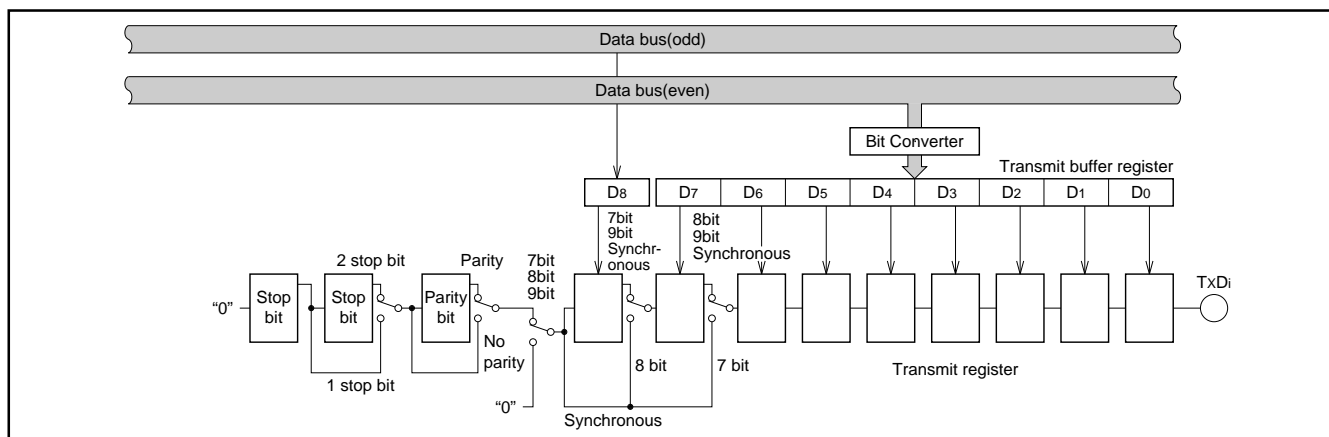 Data bus(odd)
Data bus(even)
Bit Converter
Transmit buffer register
D8
D7
D6
D5
D4
D3
D2
D1
D0
7bit
9bit
Synchr-
onous
8bit
9bit
Synchronous
2 stop bit
Parity
7bit
8bit
9bit
TXDi
“0”
Stop
bit
Stop
bit
Parity
bit
No
parity
1 stop bit
8 bit
7 bit
Transmit register
“0”
Synchronous